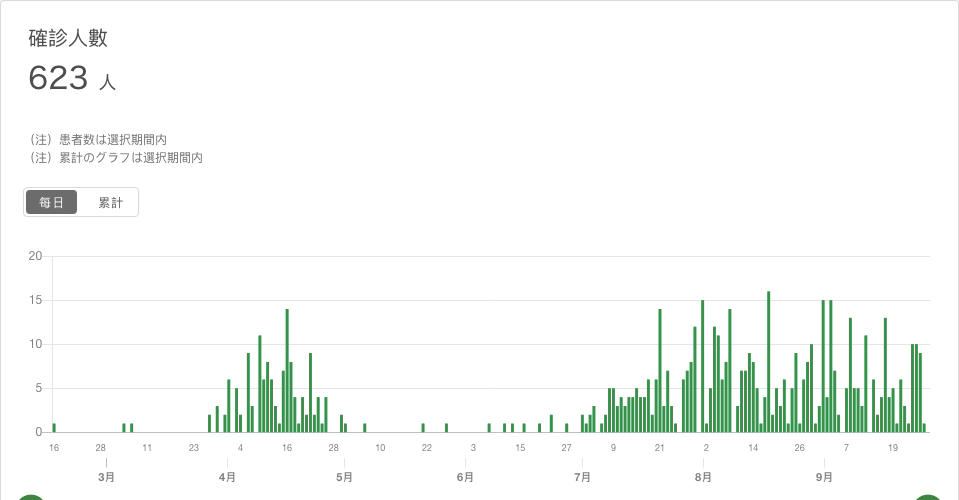 確診人數
623 人
（注）患者数は選択期間内
（注）累計のグラフは選択期間内
每日 累計
20
15
10
5
0
16 28 11 23 4 16 28 10 22 3 15 27 9 21 2 14 26 7 19
3月 4月 5月 6月 7月 8月 9月